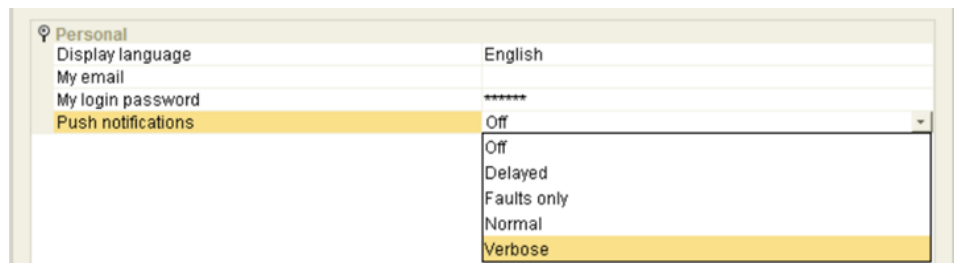 Personal
Display language English
My email
My login password ******
Push notifications Off
Off
Delayed
Faults only
Normal
Verbose